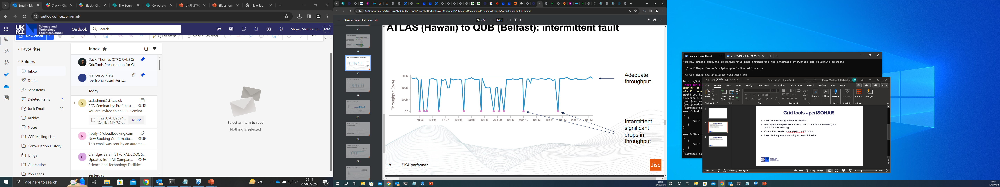 Email - Ma
Slack - Cha
Slack - Cha
The Sourc
Corporate
UKRI_STFC
Slides tem
New Tab
outlook.office.com/mail/
UKRI
Science and
Technology
Facilities Council
Outlook
Search
Mayer, Matthias (S...
MM
New email
Quick steps
Mark all as read
Favourites
Folders
Inbox
Drafts
Sent Items
Deleted Items 1
Junk Email 22
Archive
Notes
CCP Mailing Lists
Conversation History
Icinga
Quarantine
RSS Feeds
Inbox
Dack, Thomas (STFC,RAL,SC)
GridTools Presentation for G...
Francesco Prelz
[perfsonar-user] Perfs...
Today
scdadmin@stfc.ac.uk
SCD Seminar by: Prof. Kost... 08:45
You are invited to an SCD Semina...
Thu 07/03/2024...
Conflict: MM/RC c...
RSVP
N
notify4@cloudbooking.com
New Booking Confirmatio... 08:29
This email was sent by an automa...
C
Claridge, Sarah (STFC,RAL,COO), S...
Updates from All Compan... 05:46
Science and Technology Facilities ...
Yesterday
Select an item to read
Nothing is selected
Type here to search
7°C
09:11
07/03/2024
17
File
C:/Users/pys67751/OneDrive%20-%20Science%20and%20Technology%20Facilities%20Council/Documents/Perfsonar/demos/SKA-perfsonar_first_demo.pdf
SKA-perfsonar_first_demo.pdf
18 / 27
175%
16
17
18
19
20
21
22
ATLAS (Hawaii) to QUB (Belfast): intermittent fault
Throughput (ipv4)
600M
400M
200M
0.0
Thu 06 12 PM Fri 07 12 PM Sat 08 12 PM Aug 09 12 PM Mon 10 12 PM Tue 11 12 PM Wed 12 12 PM
Adequate
throughput
Intermittent
significant
drops in
throughput
18 SKA perfsonar
Jisc
09:11
07/03/2024
root@perfsonar01:/root
pys67751@host-172-16-114-1
You may create accounts to manage this host through the web interface by running the following as root:
/usr/lib/perfsonar/scripts/nptoolkit-configure.py
The web interface should be available at:
https://130.
There isn't
WARNING: Be
via SSH once
Would you li
(reverse-i-s
[root@perfso
[root@perfso
[root@perfso
=== pSchedul
[
{
"url"
}
]
=== MaDDash
[
{
"url"
}
]
[root@perfso
AutoSave Off
Presentation1 - PowerPoint
Mayer, Matthias (STFC,RAL,SC)
MM
File Home Insert Draw Design Transitions Animations Slide Show Record Review View Help
Paste
New
Slide
Reuse
Slides
Drawing
Editing
Dictate
Sensitivity
Add-ins
Designer
Clipboard
Slides
Font
Paragraph
Voice
Sensitivity
Add-ins
1
2
3
Grid tools - perfSONAR
• Used for monitoring "health" of network.
• Package of multiple tools for measuring bandwidth and latency with
automation/scheduling.
• Can output results to maddashboard/Grafana
• Used for long term monitoring of network health
UKRI
Science and
Technology
Facilities Council
Slide 2 of 3
Accessibility: Investigate
Notes
Display Settings
48%
09:11
07/03/2024